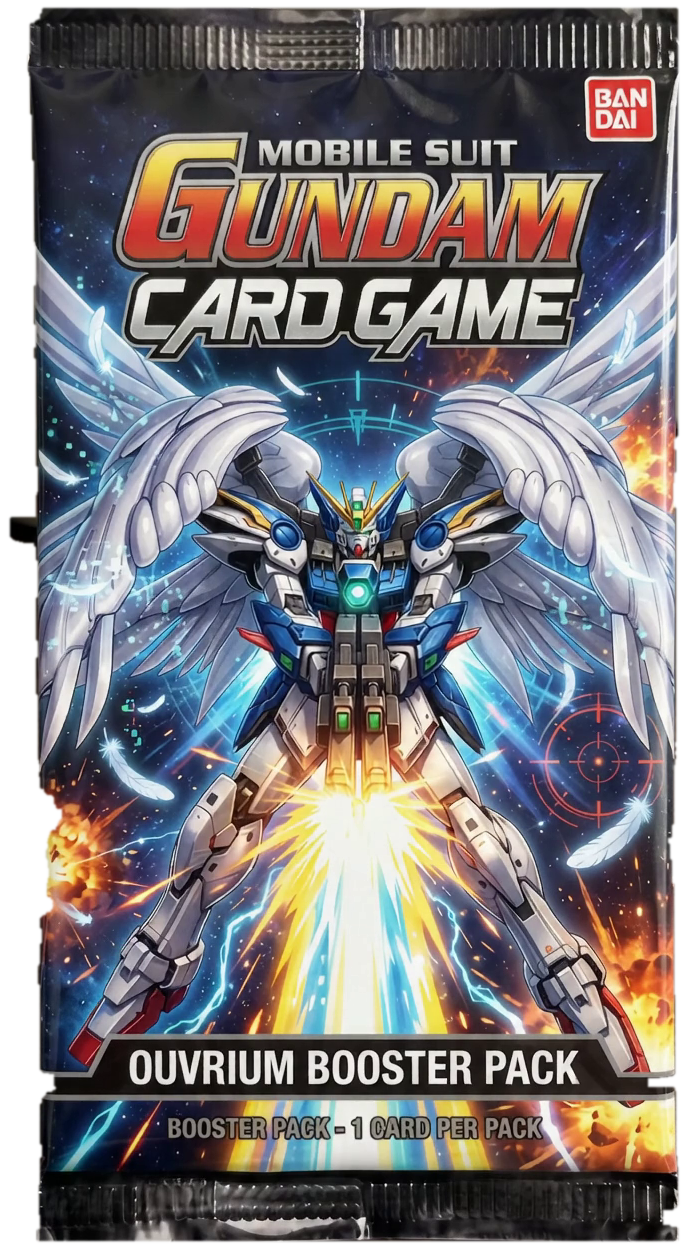 BAN
DAI
MOBILE SUIT
GUNDAM
CARD GAME
OUVRIUM BOOSTER PACK
BOOSTER PACK - 1 CARD PER PACK